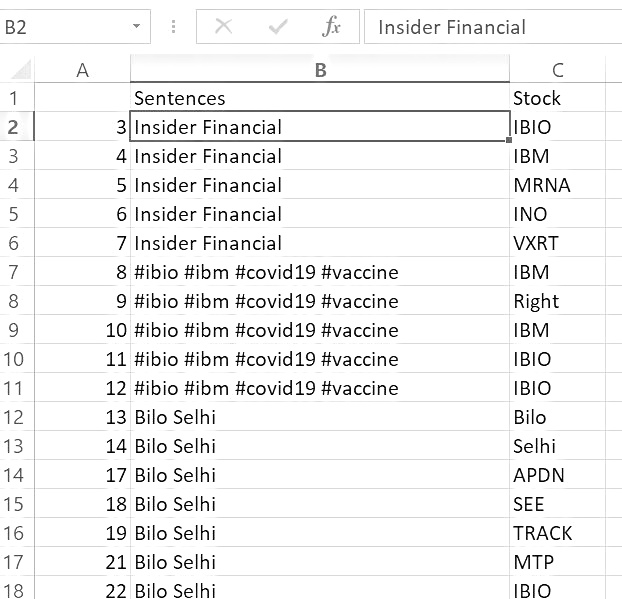 B2 fx Insider Financial
A B C
1 Sentences Stock
2 3 Insider Financial IBIO
3 4 Insider Financial IBM
4 5 Insider Financial MRNA
5 6 Insider Financial INO
6 7 Insider Financial VXRT
7 8 #ibio #ibm #covid19 #vaccine IBM
8 9 #ibio #ibm #covid19 #vaccine Right
9 10 #ibio #ibm #covid19 #vaccine IBM
10 11 #ibio #ibm #covid19 #vaccine IBIO
11 12 #ibio #ibm #covid19 #vaccine IBIO
12 13 Bilo Selhi Bilo
13 14 Bilo Selhi Selhi
14 17 Bilo Selhi APDN
15 18 Bilo Selhi SEE
16 19 Bilo Selhi TRACK
17 21 Bilo Selhi MTP
18 22 Bilo Selhi IBIO